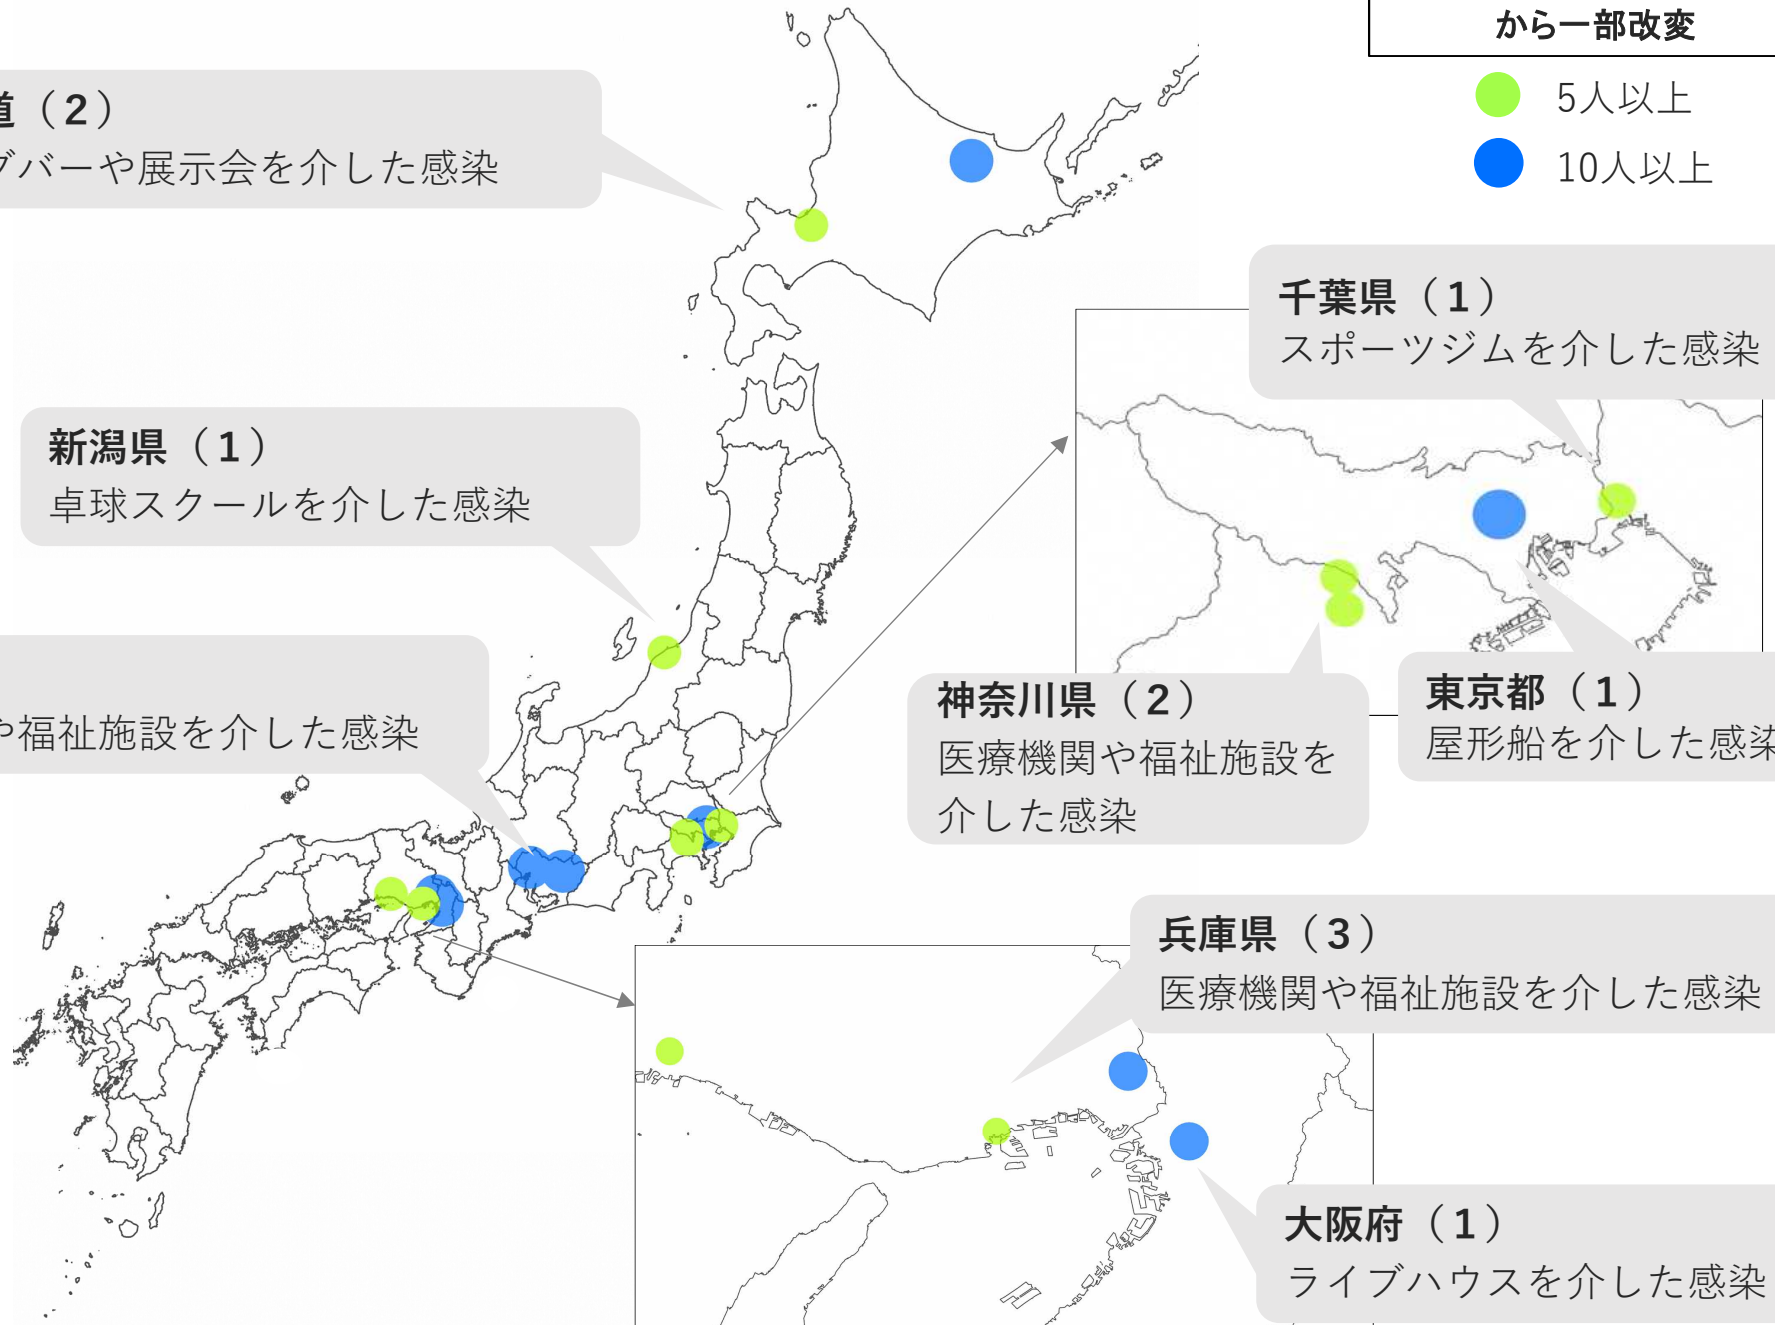 から一部改変
5人以上
10人以上
道（2）
グバーや展示会を介した感染
千葉県（1）
スポーツジムを介した感染
新潟県（1）
卓球スクールを介した感染
や福祉施設を介した感染
神奈川県（2）
医療機関や福祉施設を
介した感染
東京都（1）
屋形船を介した感染
兵庫県（3）
医療機関や福祉施設を介した感染
大阪府（1）
ライブハウスを介した感染